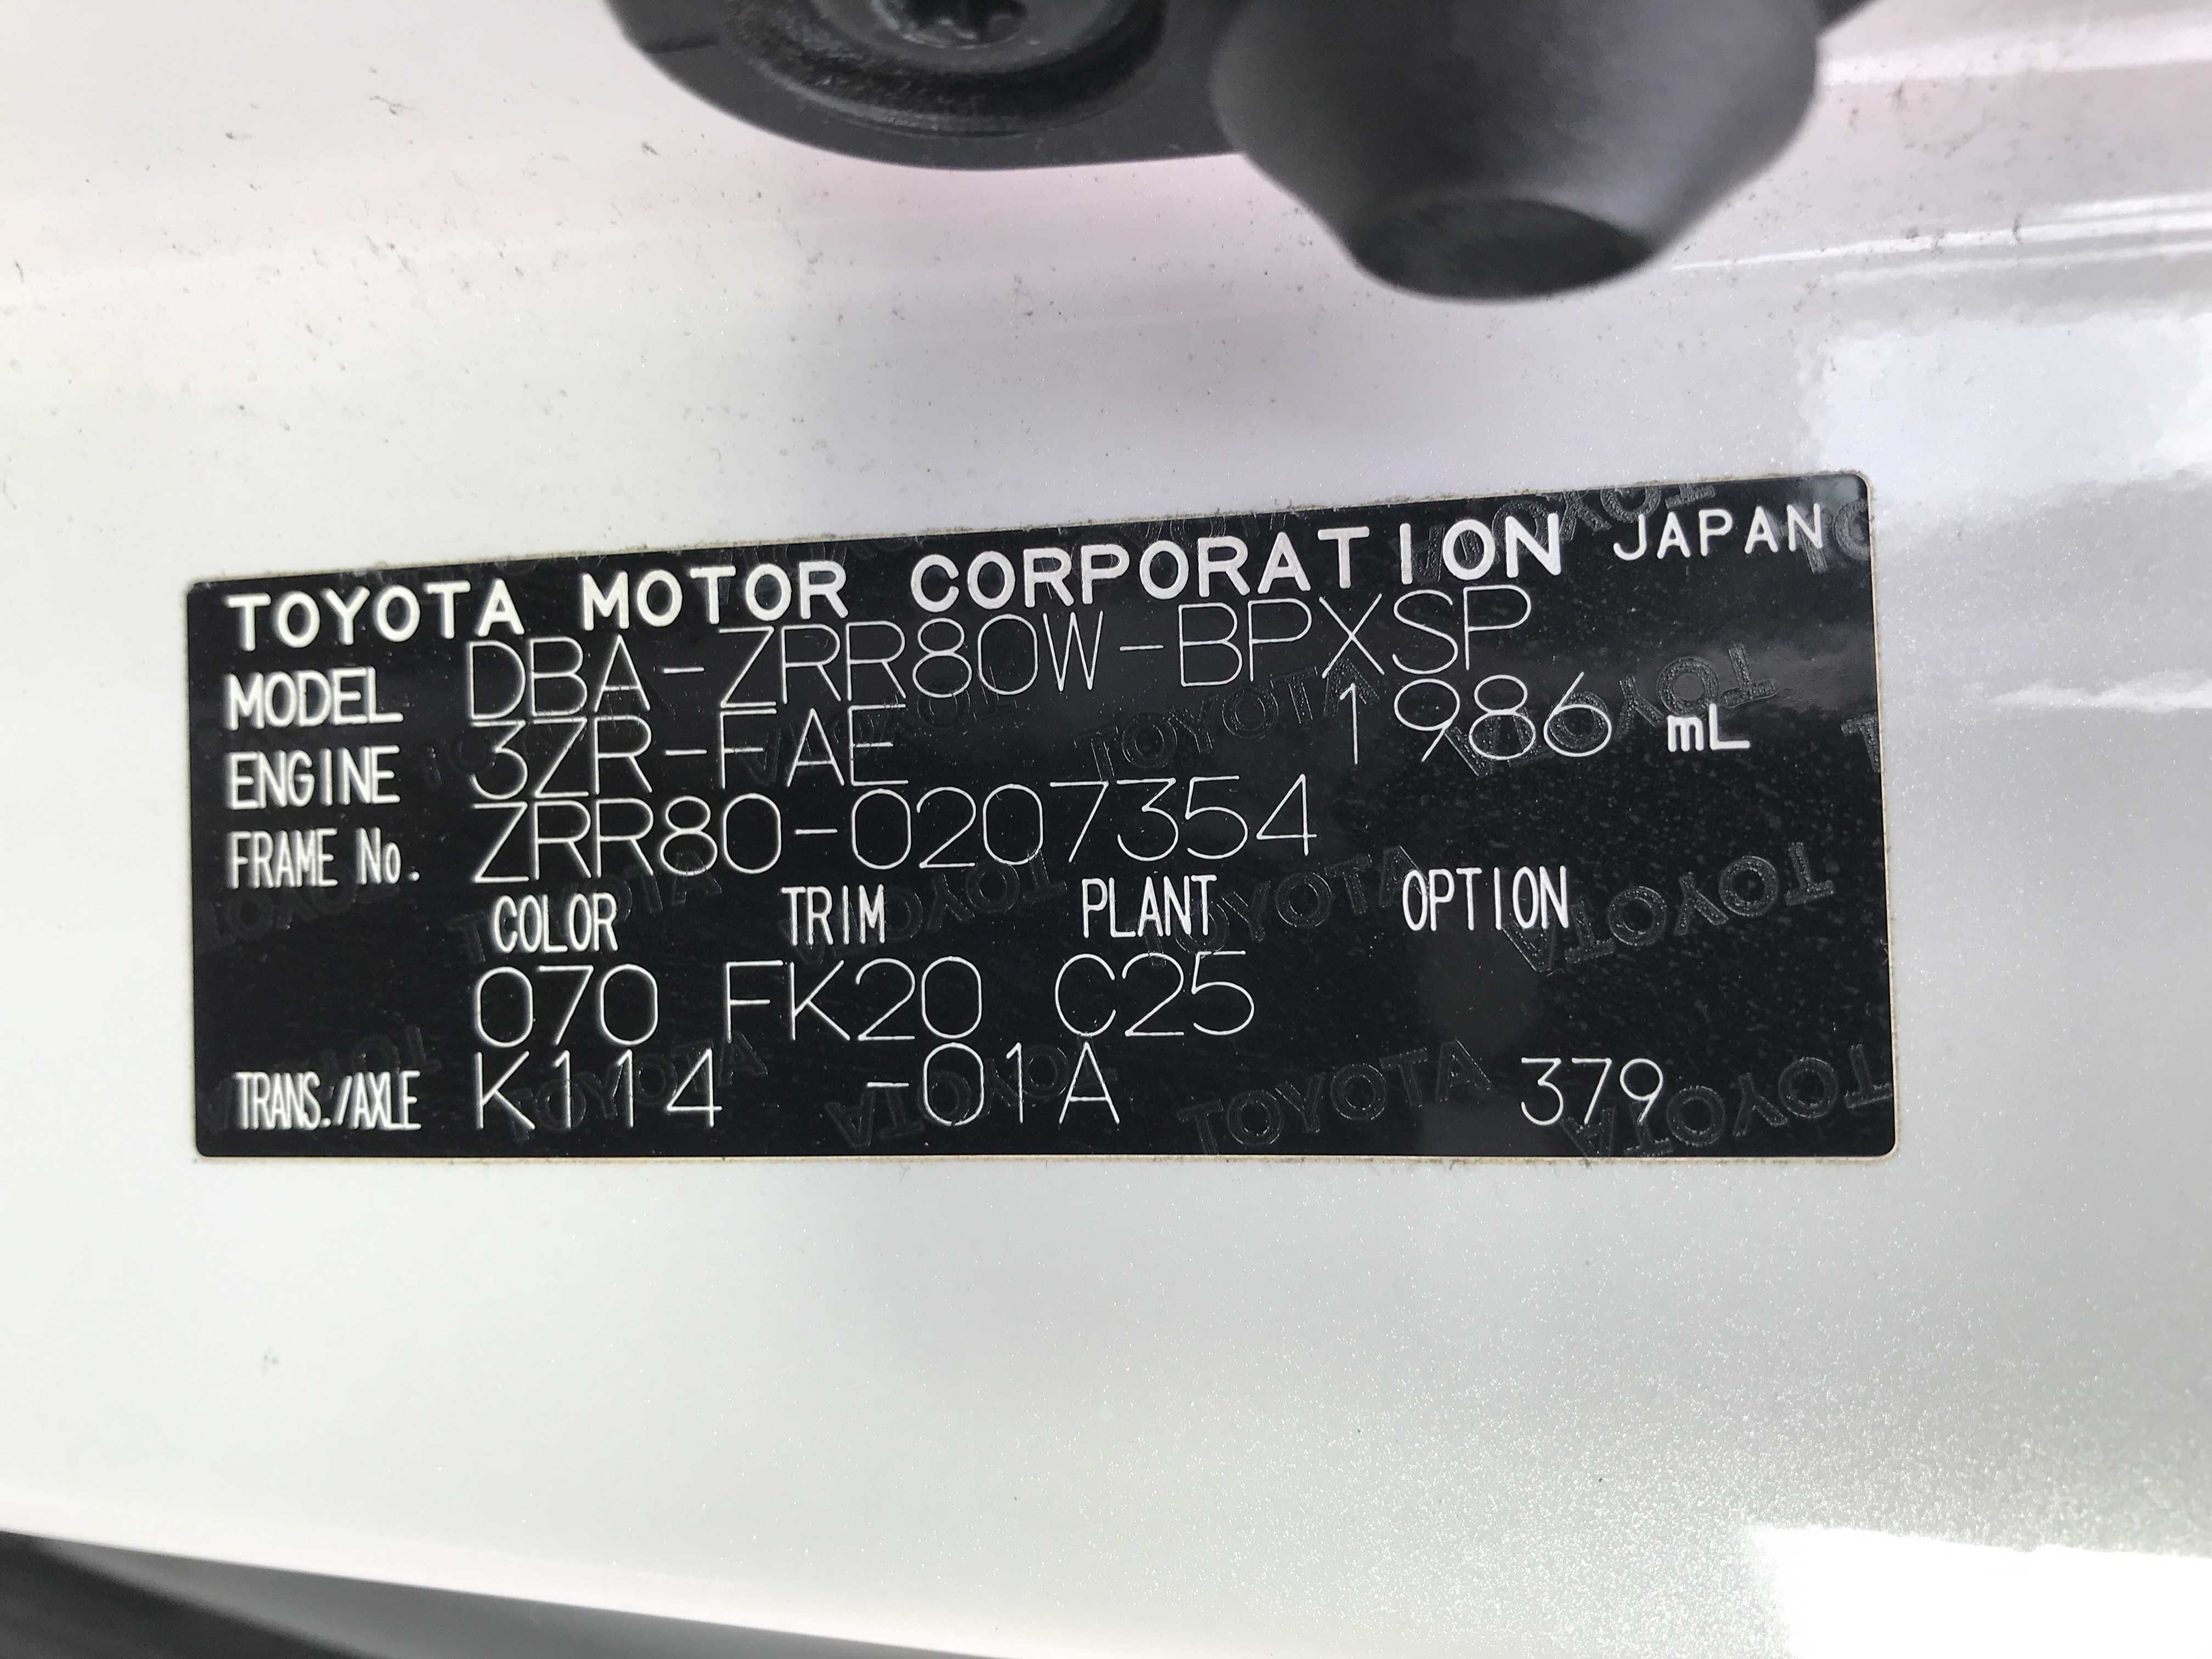 TOYOTA MOTOR CORPORATION JAPAN
MODEL DBA-ZRR80W-BPXSP
ENGINE 3ZR-FAE 1986 mL
FRAME No. ZRR80-0207354
COLOR TRIM PLANT OPTION
070 FK20 C25
TRANS./AXLE K114 -01A 379